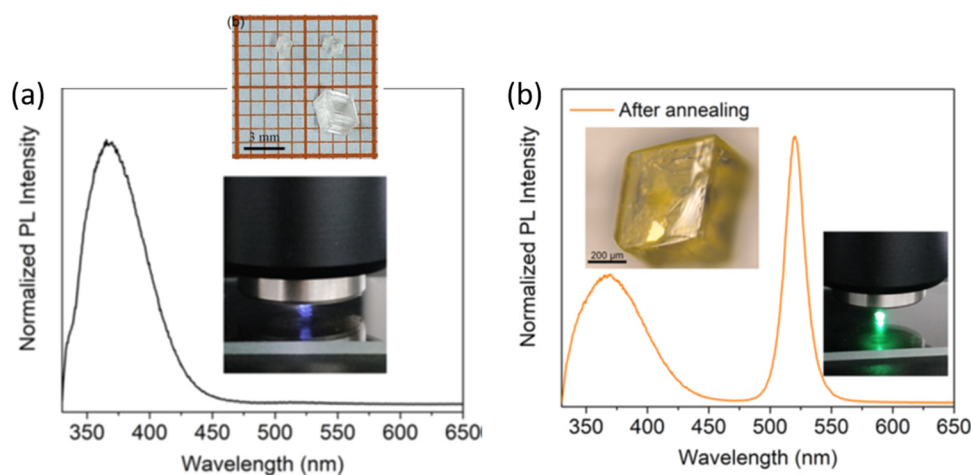 (a)
(b)
3 mm
Normalized PL Intensity
350 400 450 500 550 600 650
Wavelength (nm)
(b)
After annealing
200 μm
Normalized PL Intensity
350 400 450 500 550 600 650
Wavelength (nm)